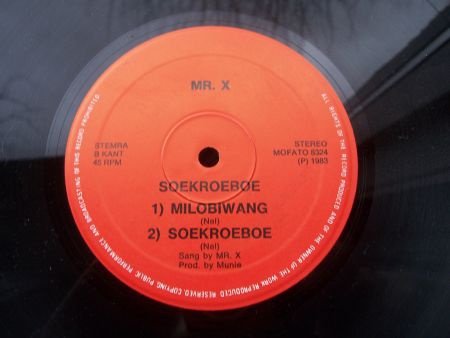 MR. X
STEMRA
B KANT
45 RPM
STEREO
MOFATO 8324
(P) 1983
SOEKROEBOE
1) MILOBIWANG
(Nel)
2) SOEKROEBOE
(Nel)
Sang by MR. X
Prod. by Munie
ALL RIGHTS OF THE RECORD PRODUCED AND OF THE OWNER OF THE WORK REPRODUCED RESERVED. COPYING PUBLIC PERFORMANCE AND BROADCASTING OF THIS RECORD PROHIBITED